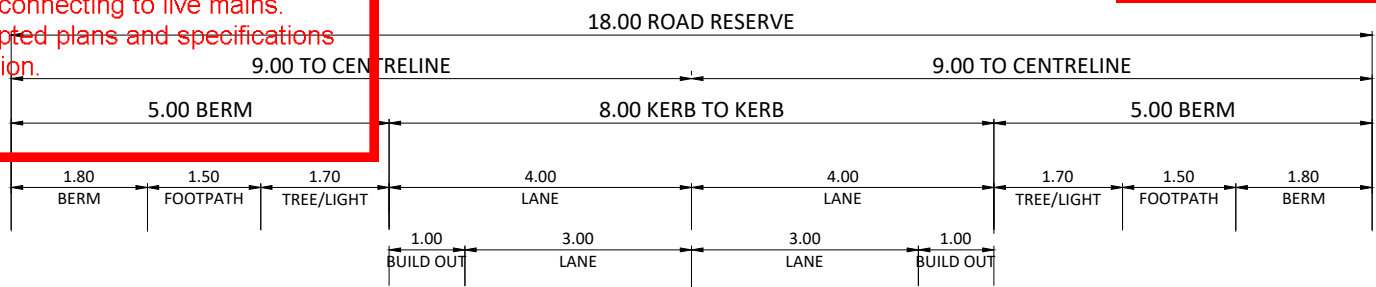 connecting to live mains.
pted plans and specifications
ion.
18.00 ROAD RESERVE
9.00 TO CENTRELINE 9.00 TO CENTRELINE
5.00 BERM 8.00 KERB TO KERB 5.00 BERM
1.80 1.50 1.70 4.00 4.00 1.70 1.50 1.80
BERM FOOTPATH TREE/LIGHT LANE LANE TREE/LIGHT FOOTPATH BERM
1.00 3.00 3.00 1.00
BUILD OUT LANE LANE BUILD OUT